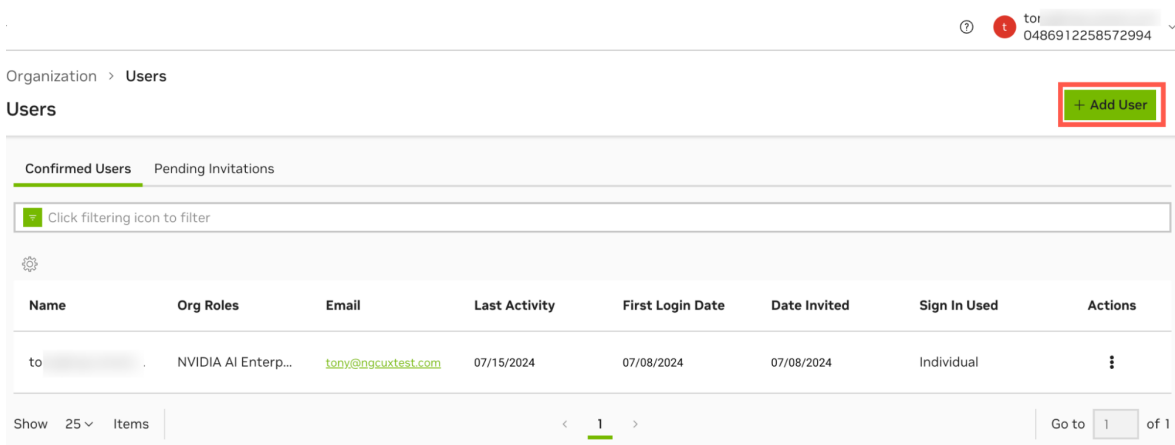 t
tor
0486912258572994
Organization > Users
Users
+ Add User
Confirmed Users Pending Invitations
Click filtering icon to filter
Name Org Roles Email Last Activity First Login Date Date Invited Sign In Used Actions
to NVIDIA AI Enterp... tony@ngcuxtest.com 07/15/2024 07/08/2024 07/08/2024 Individual
Show 25 Items < 1 > Go to 1 of 1